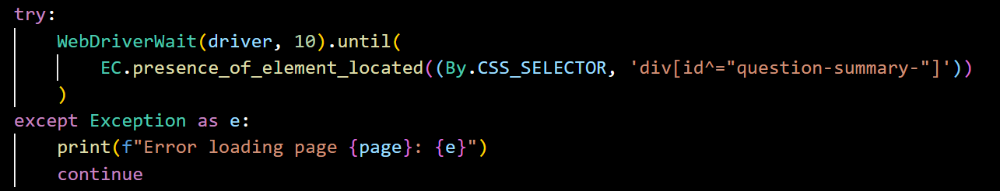 try:
    WebDriverWait(driver, 10).until(
        EC.presence_of_element_located((By.CSS_SELECTOR, 'div[id^="question-summary-"]'))
    )
except Exception as e:
    print(f"Error loading page {page}: {e}")
    continue